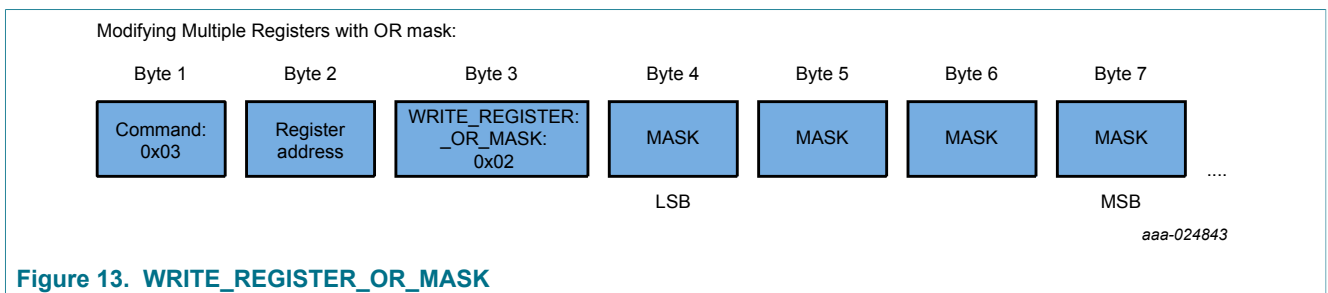 Modifying Multiple Registers with OR mask:
Byte 1 Byte 2 Byte 3 Byte 4 Byte 5 Byte 6 Byte 7
Command:
0x03
Register
address
WRITE_REGISTER:
_OR_MASK:
0x02
MASK
MASK
MASK
MASK
....
LSB MSB
aaa-024843
Figure 13. WRITE_REGISTER_OR_MASK